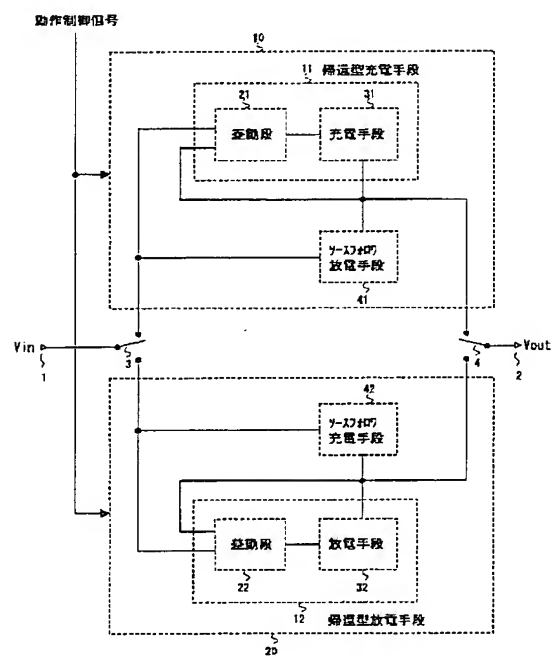 動作制御信号
10
11 帰還型充電手段
21
31
差動段
充電手段
ソースフォロワ
放電手段
41
Vin
1
3
4
2
Vout
42
ソースフォロワ
充電手段
差動段
放電手段
22
32
12 帰還型放電手段
20